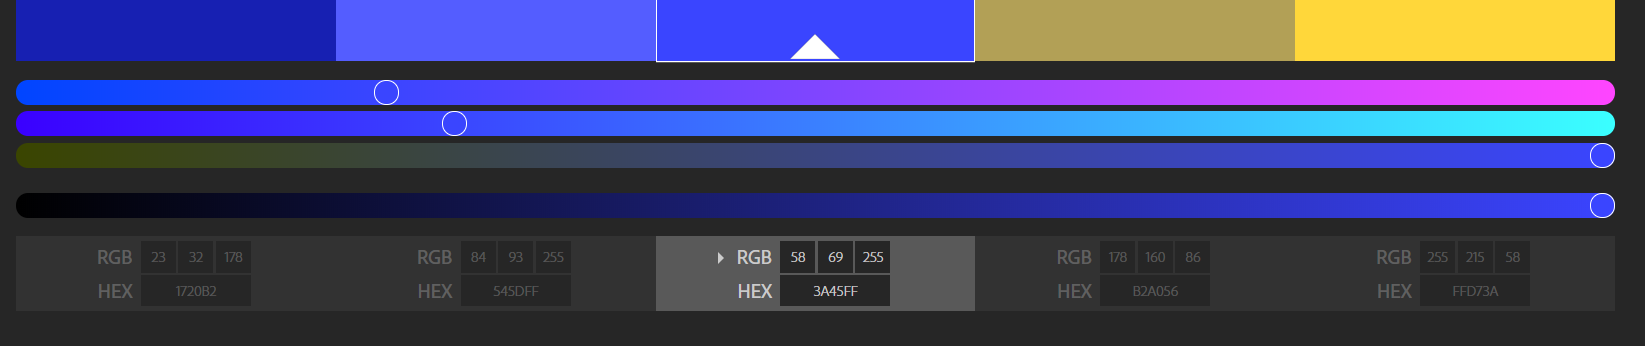 RGB 23 32 178 RGB 84 93 255 RGB 58 69 255 RGB 178 160 86 RGB 255 215 58
HEX 1720B2 HEX 545DFF HEX 3A45FF HEX B2A056 HEX FFD73A